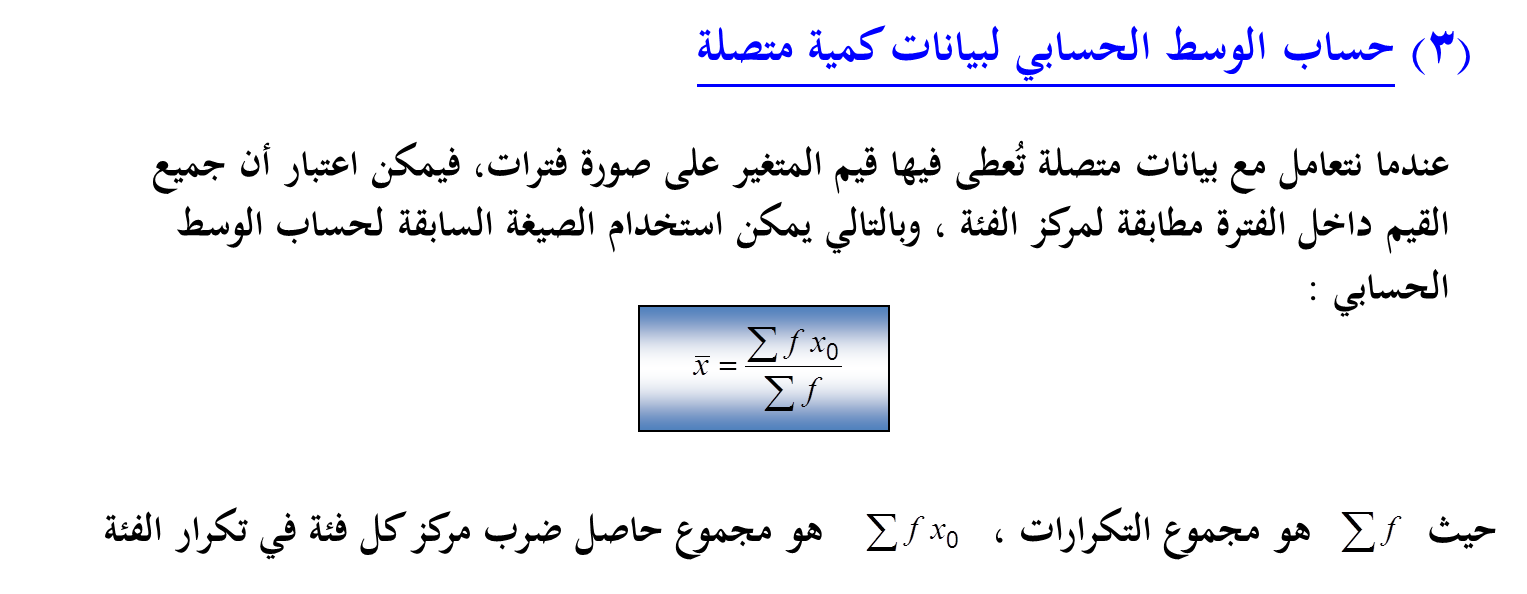 (٣) حساب الوسط الحسابي لبيانات كمية متصلة
عندما نتعامل مع بيانات متصلة تُعطى فيها قيم المتغير على صورة فترات، فيمكن اعتبار أن جميع
القيم داخل الفترة مطابقة لمركز الفئة ، وبالتالي يمكن استخدام الصيغة السابقة لحساب الوسط
الحسابي :
x̅ = ∑ f x₀ / ∑ f
حيث ∑ f هو مجموع التكرارات ، ∑ f x₀ هو مجموع حاصل ضرب مركز كل فئة في تكرار الفئة